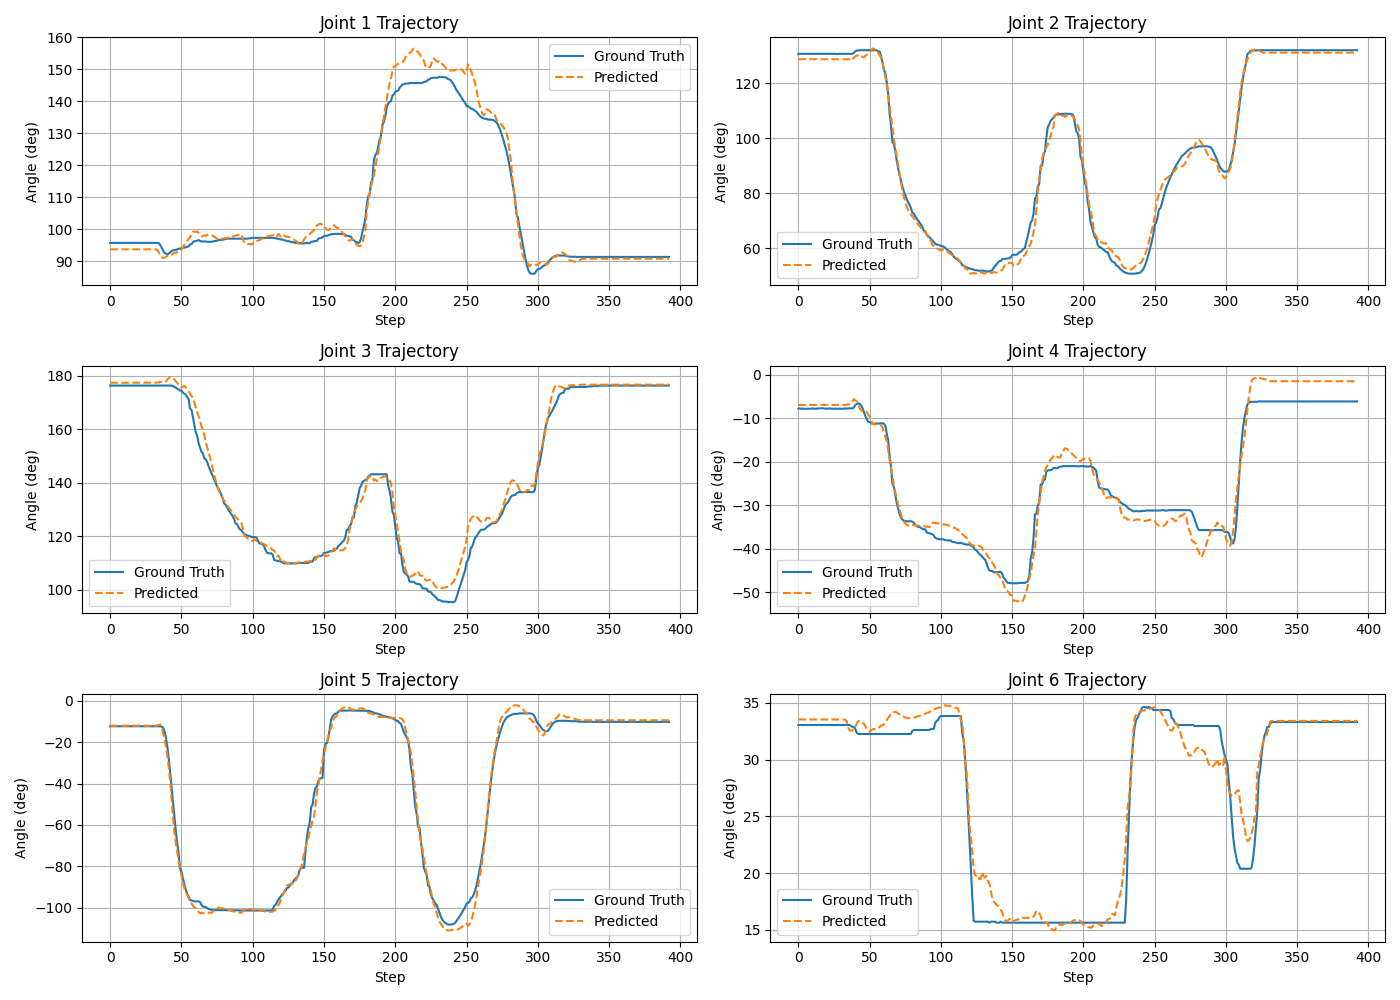 Joint 1 Trajectory
Angle (deg)
160
150
140
130
120
110
100
90
Ground Truth
Predicted
0 50 100 150 200 250 300 350 400
Step
Joint 2 Trajectory
Angle (deg)
120
100
80
60
Ground Truth
Predicted
0 50 100 150 200 250 300 350 400
Step
Joint 3 Trajectory
Angle (deg)
180
160
140
120
100
Ground Truth
Predicted
0 50 100 150 200 250 300 350 400
Step
Joint 4 Trajectory
Angle (deg)
0
−10
−20
−30
−40
−50
Ground Truth
Predicted
0 50 100 150 200 250 300 350 400
Step
Joint 5 Trajectory
Angle (deg)
0
−20
−40
−60
−80
−100
Ground Truth
Predicted
0 50 100 150 200 250 300 350 400
Step
Joint 6 Trajectory
Angle (deg)
35
30
25
20
15
Ground Truth
Predicted
0 50 100 150 200 250 300 350 400
Step